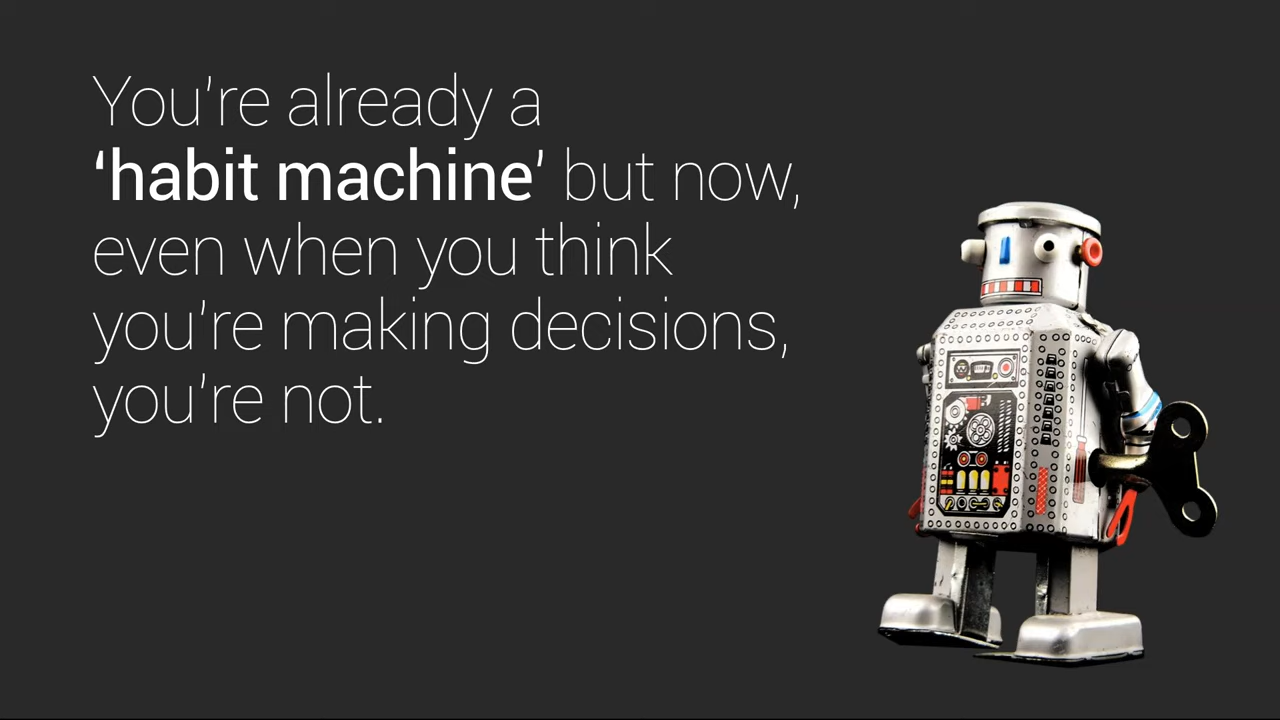 You're already a
‘habit machine’ but now,
even when you think
you're making decisions,
you're not.